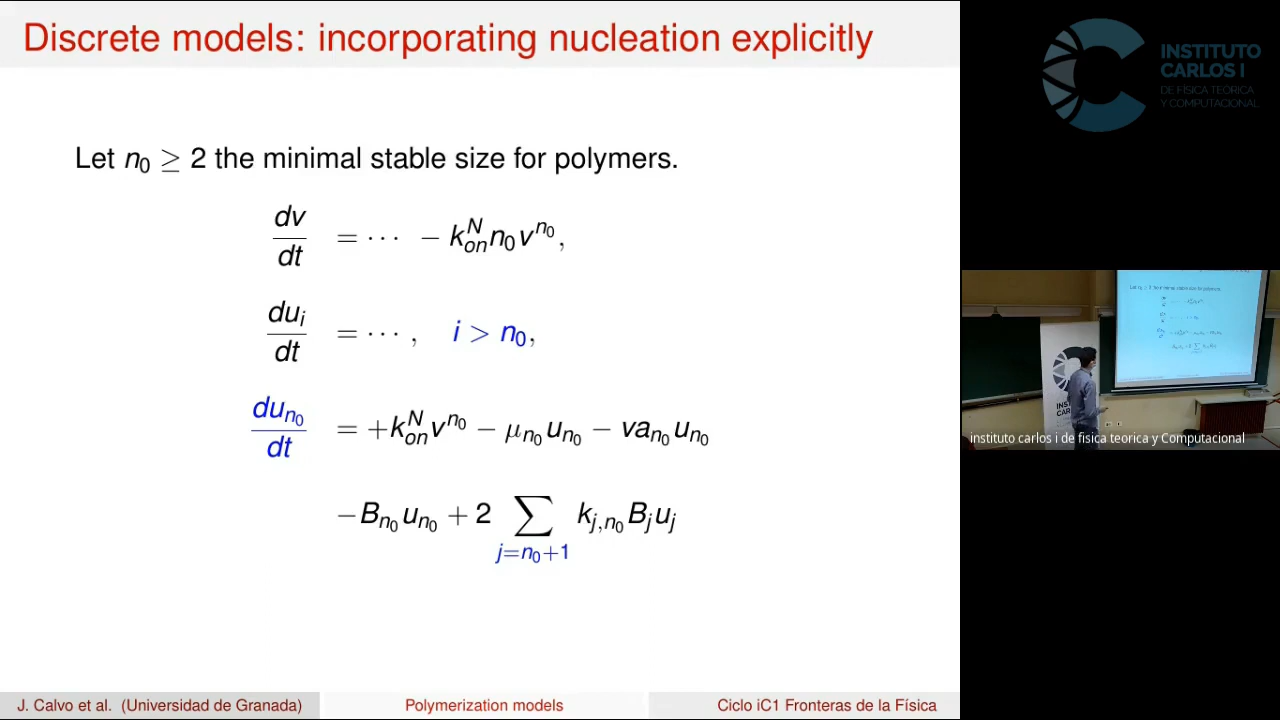 Discrete models: incorporating nucleation explicitly
INSTITUTO
CARLOS I
DE FÍSICA TEÓRICA
Y COMPUTACIONAL
Let n₀ ≥ 2 the minimal stable size for polymers.
dv/dt = ⋯ − k_on^N n₀ v^{n₀},
du_i/dt = ⋯ , i > n₀,
du_{n₀}/dt = +k_on^N v^{n₀} − μ_{n₀} u_{n₀} − v a_{n₀} u_{n₀}
−B_{n₀} u_{n₀} + 2 ∑_{j=n₀+1} k_{j,n₀} B_j u_j
instituto carlos i de fisica teorica y Computacional
J. Calvo et al. (Universidad de Granada)
Polymerization models
Ciclo iC1 Fronteras de la Física